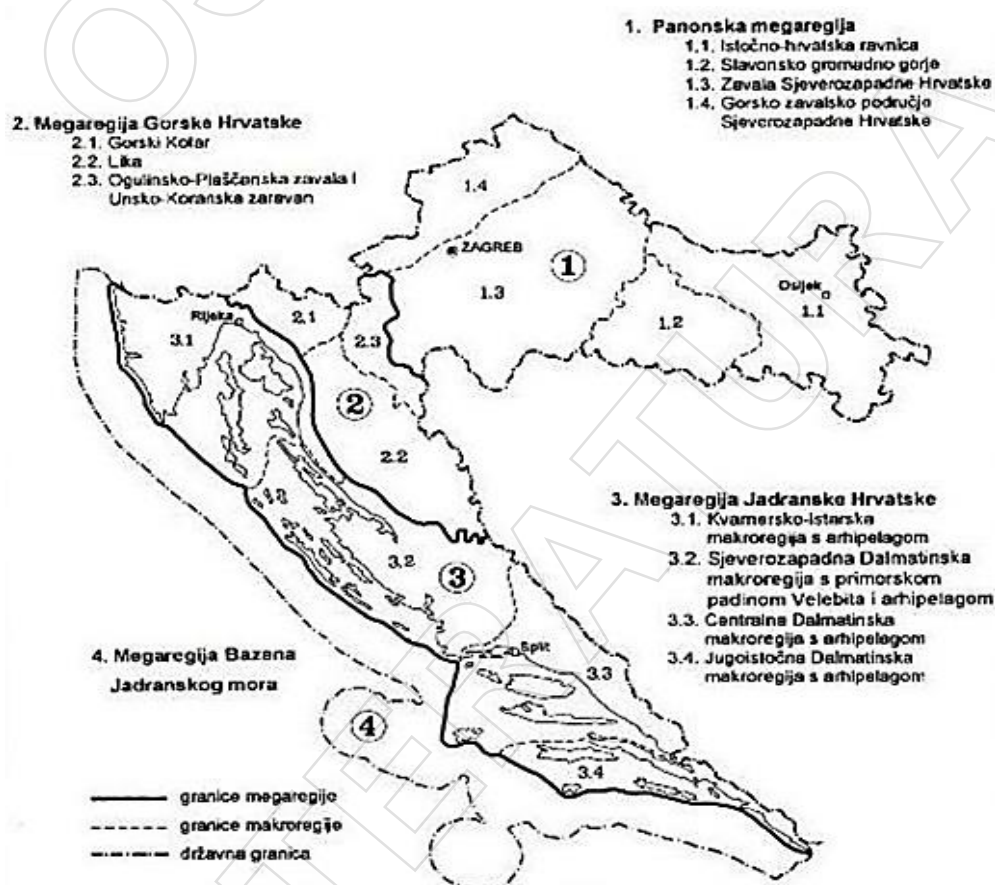 1. Panonska megaregija
1.1. Istočno-hrvatska ravnica
1.2. Slavonsko gromadno gorje
1.3. Zavala Sjeverozapadne Hrvatske
1.4. Gorsko zavalsko područje
Sjeverozapadne Hrvatske
2. Megaregija Gorske Hrvatske
2.1. Gorski Kotar
2.2. Lika
2.3. Ogulinsko-Plaščanska zavala i
Unsko-Koranska zaravan
1.4
ZAGREB
1
1.3
Osijek
1.1
1.2
2.1
Rijeka
3.1
2.3
2
2.2
3. Megaregija Jadranske Hrvatske
3.1. Kvarnersko-Istarska
makroregija s arhipelagom
3.2. Sjeverozapadna Dalmatinska
makroregija s primorskom
padinom Velebita i arhipelagom
3.3. Centralna Dalmatinska
makroregija s arhipelagom
3.4. Jugoistočna Dalmatinska
makroregija s arhipelagom
3.2
3
Split
3.3
4. Megaregija Bazena
Jadranskog mora
4
3.4
granice megaregije
granice makroregije
državna granica